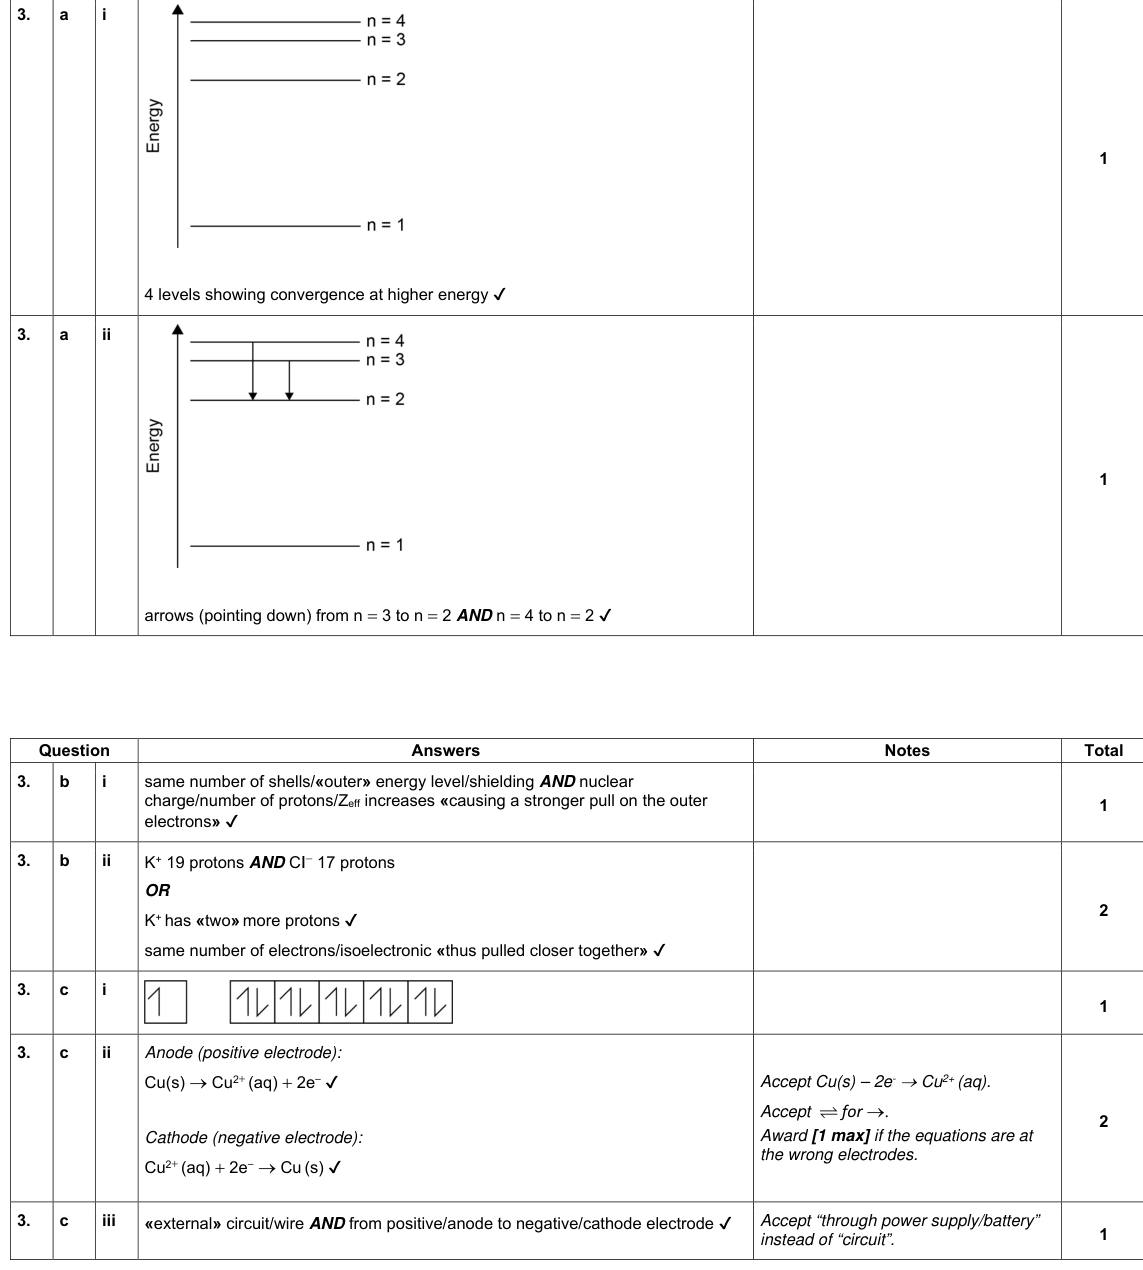 3. a i
n = 4
n = 3
n = 2
Energy
1
n = 1
4 levels showing convergence at higher energy ✓
3. a ii
n = 4
n = 3
n = 2
Energy
1
n = 1
arrows (pointing down) from n = 3 to n = 2 AND n = 4 to n = 2 ✓
Question Answers Notes Total
3. b i same number of shells/«outer» energy level/shielding AND nuclear
charge/number of protons/Zeff increases «causing a stronger pull on the outer
electrons» ✓
1
3. b ii K⁺ 19 protons AND Cl⁻ 17 protons
OR
K⁺ has «two» more protons ✓
same number of electrons/isoelectronic «thus pulled closer together» ✓
2
3. c i
1
3. c ii Anode (positive electrode):
Cu(s) → Cu²⁺ (aq) + 2e⁻ ✓
Cathode (negative electrode):
Cu²⁺ (aq) + 2e⁻ → Cu (s) ✓
Accept Cu(s) – 2e⁻ → Cu²⁺ (aq).
Accept ⇌ for →.
Award [1 max] if the equations are at
the wrong electrodes.
2
3. c iii «external» circuit/wire AND from positive/anode to negative/cathode electrode ✓
Accept “through power supply/battery”
instead of “circuit”.
1